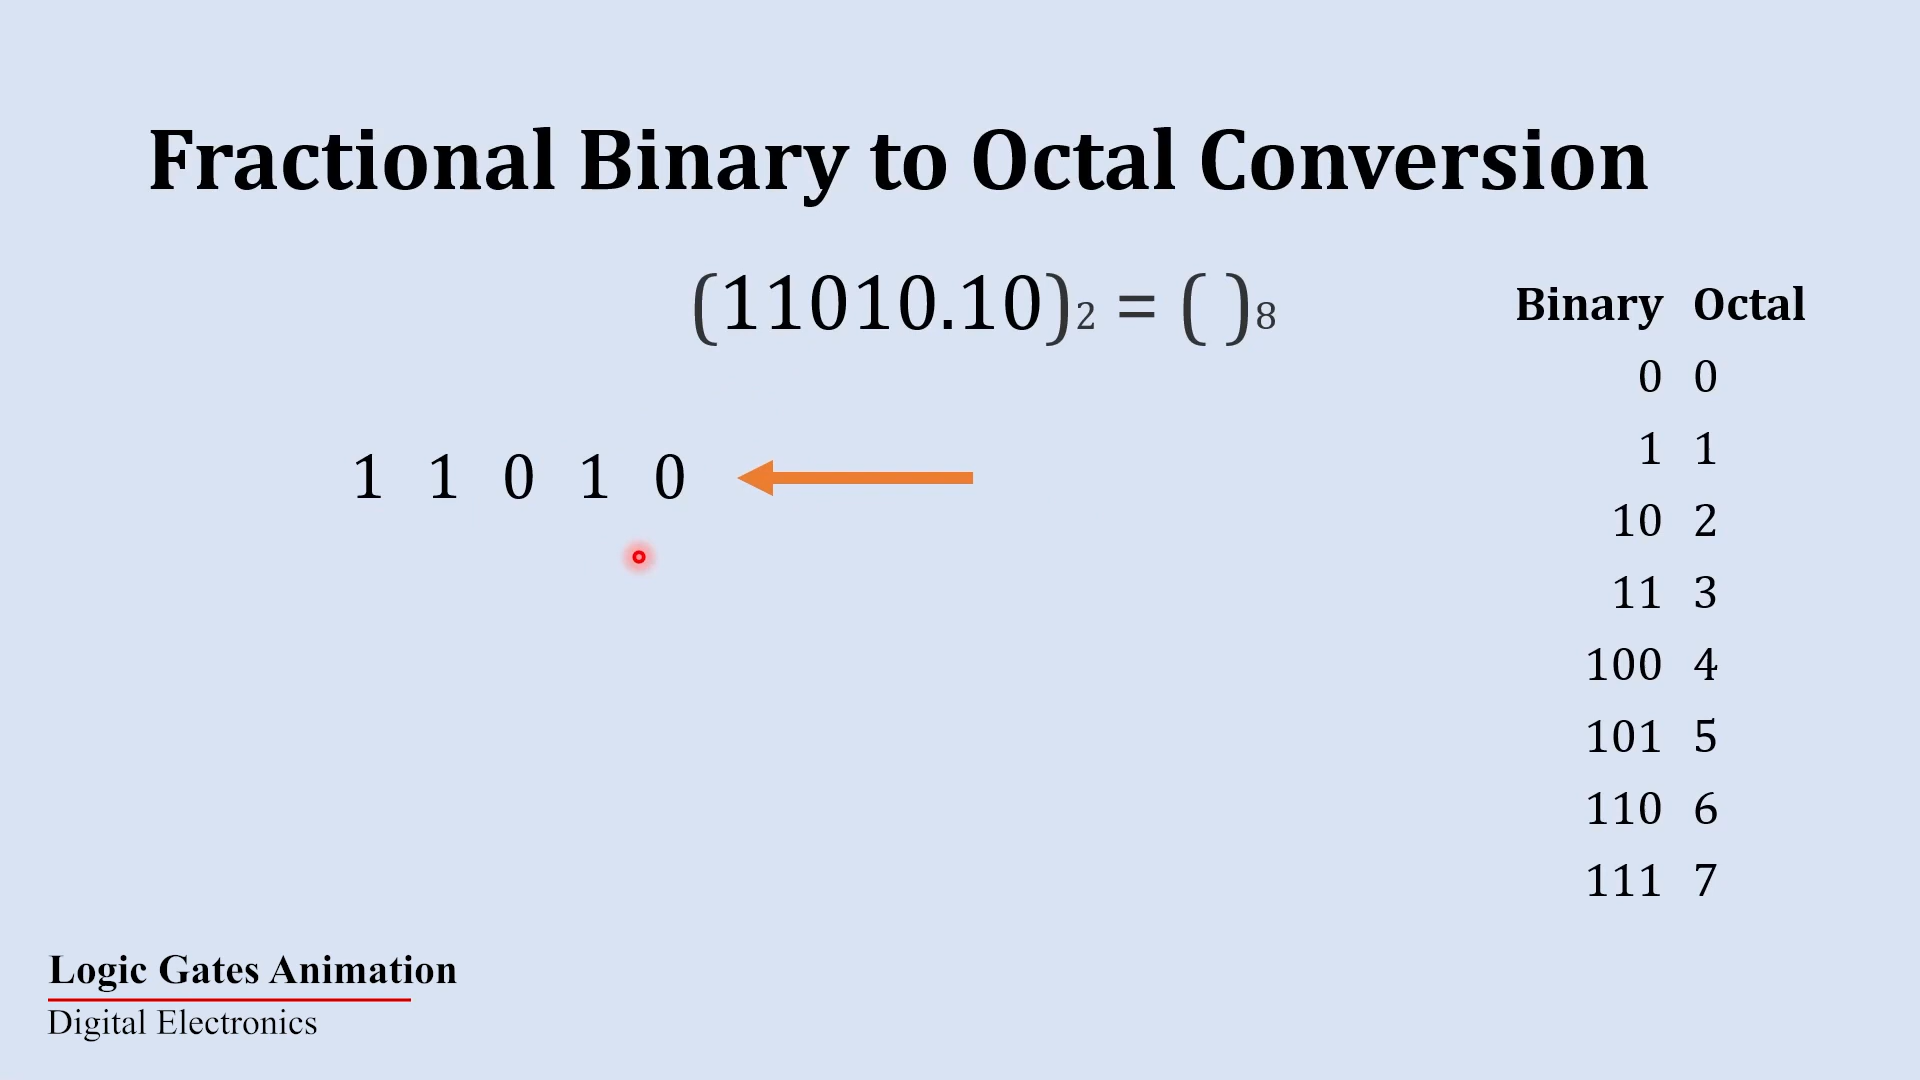 Fractional Binary to Octal Conversion
(11010.10)₂ = ( )₈
Binary Octal
0 0
1 1
10 2
11 3
100 4
101 5
110 6
111 7
1 1 0 1 0
Logic Gates Animation
Digital Electronics